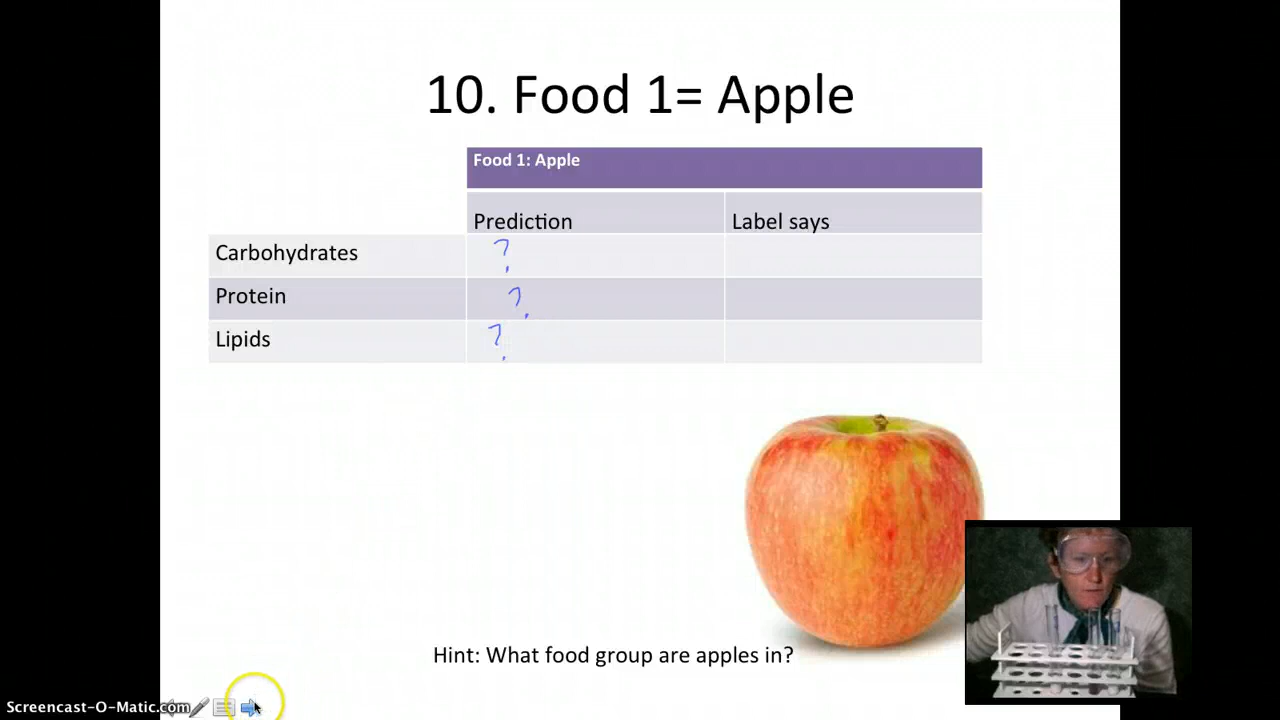 10. Food 1= Apple
Food 1: Apple
Prediction Label says
Carbohydrates ?
Protein ?
Lipids ?
Hint: What food group are apples in?
Screencast-O-Matic.com